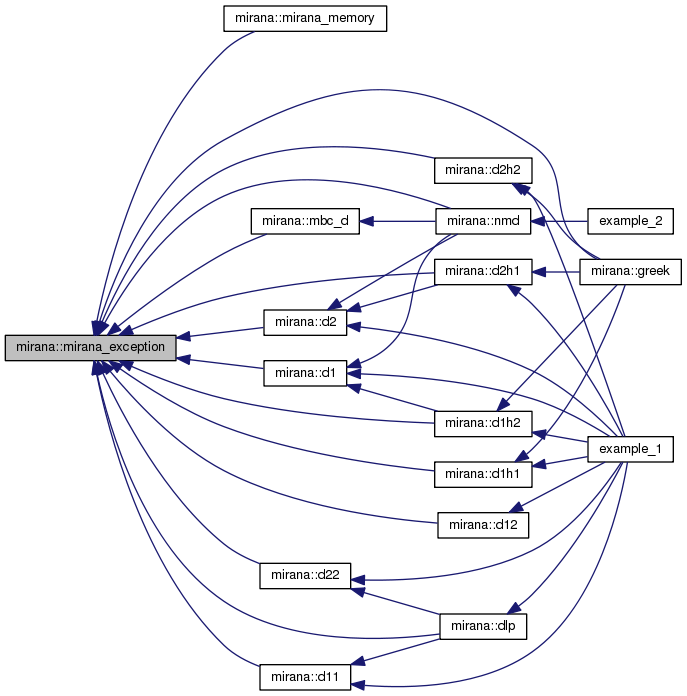 mirana::mirana_memory
mirana::d2h2
mirana::mbc_d
mirana::nmd
example_2
mirana::d2h1
mirana::greek
mirana::d2
mirana::mirana_exception
mirana::d1
mirana::d1h2
example_1
mirana::d1h1
mirana::d12
mirana::d22
mirana::dlp
mirana::d11